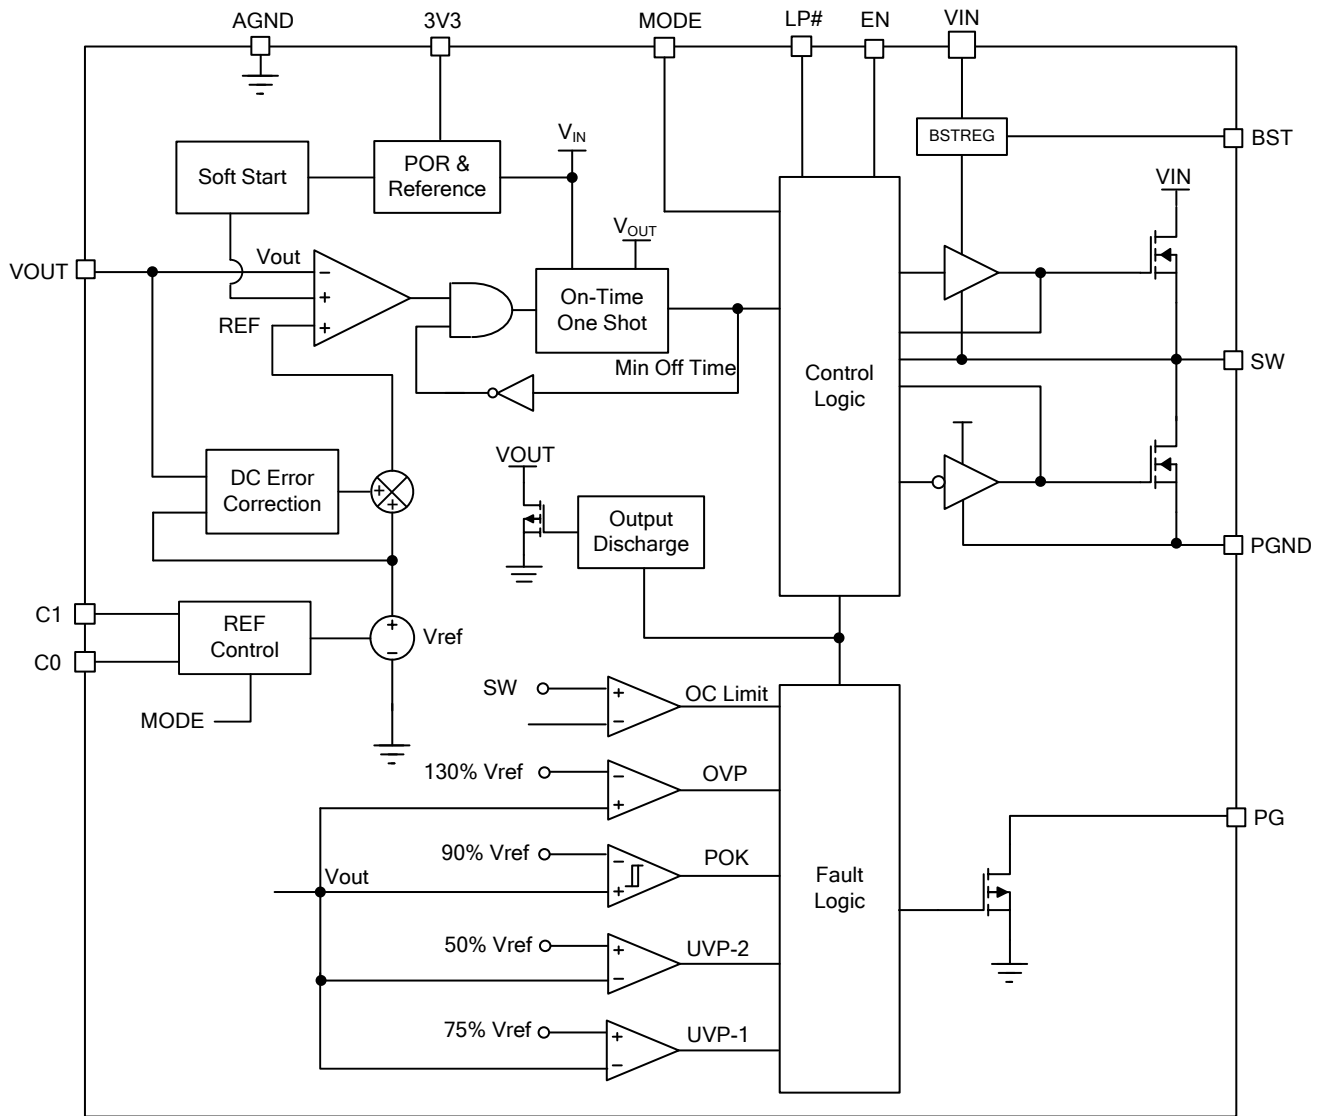 AGND
3V3
MODE
LP#
EN
VIN
BSTREG
BST
VIN
VIN
Soft Start
POR &
Reference
VOUT
VOUT
Vout
REF
On-Time
One Shot
Min Off Time
Control
Logic
SW
DC Error
Correction
VOUT
Output
Discharge
PGND
C1
C0
REF
Control
MODE
Vref
SW
OC Limit
130% Vref
OVP
90% Vref
POK
Vout
50% Vref
UVP-2
75% Vref
UVP-1
Fault
Logic
PG